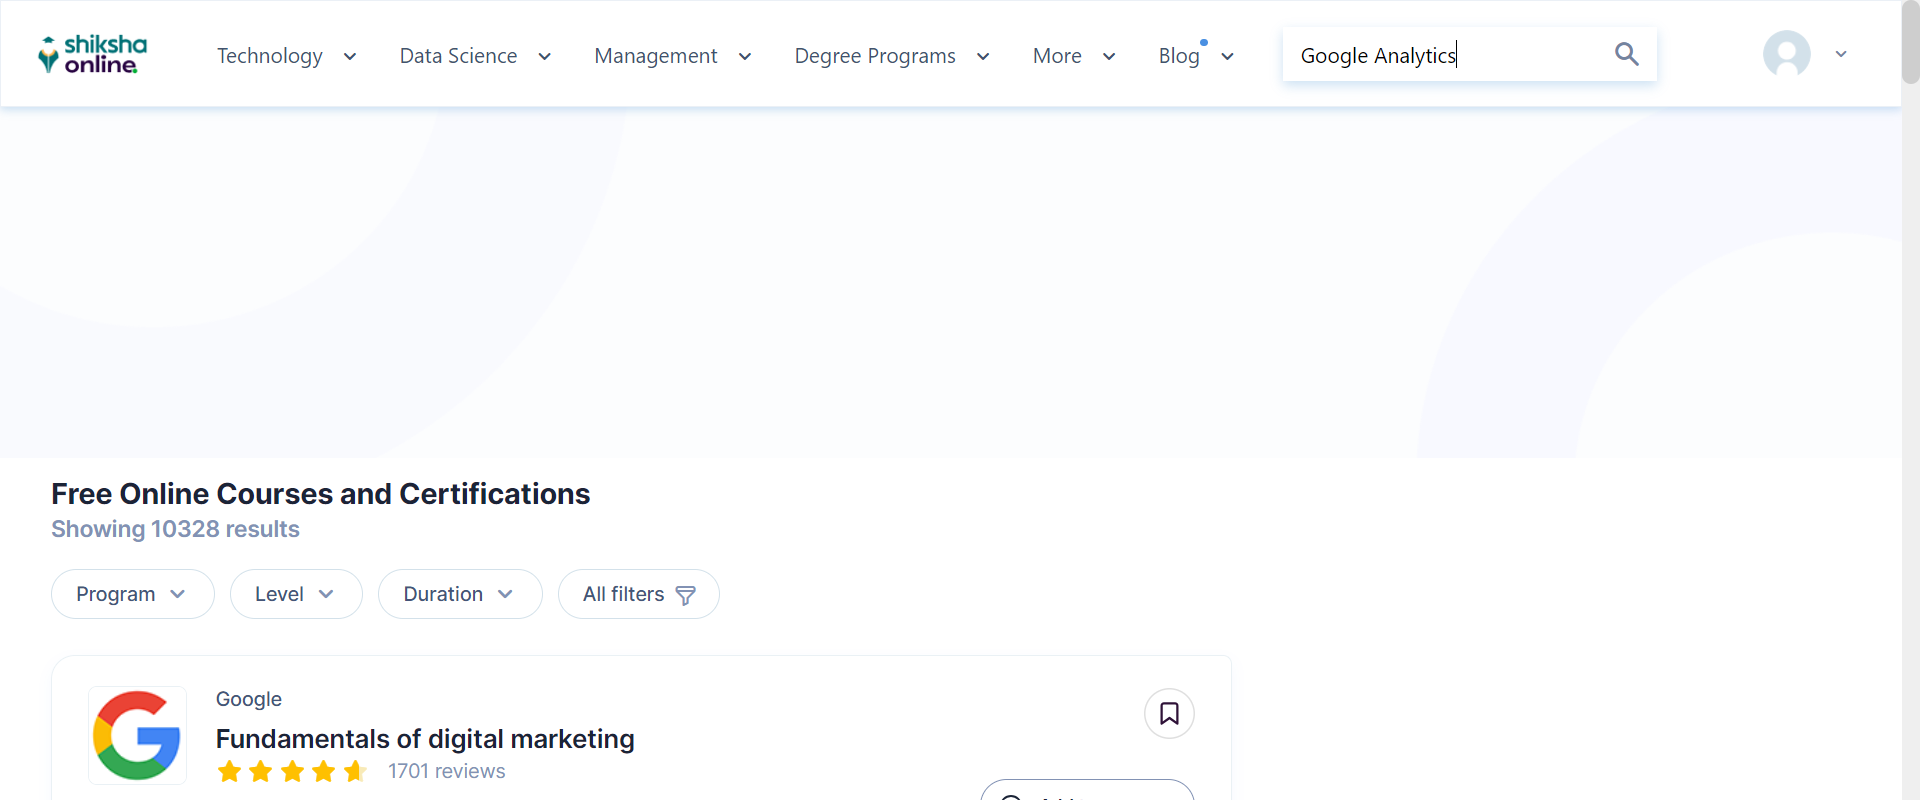 shiksha
online
Technology
Data Science
Management
Degree Programs
More
Blog
Google Analytics
Free Online Courses and Certifications
Showing 10328 results
Program
Level
Duration
All filters
Google
Fundamentals of digital marketing
1701 reviews